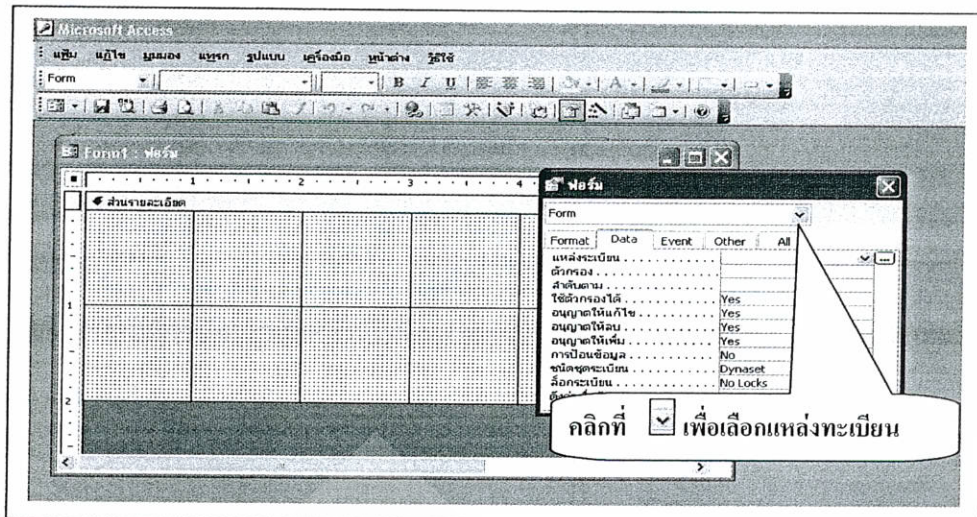 Microsoft Access
แฟ้ม แก้ไข มุมมอง แทรก รูปแบบ เครื่องมือ หน้าต่าง วิธีใช้
Form
B I U
Form1 : ฟอร์ม
1 2 3 4
ส่วนรายละเอียด
1
2
ฟอร์ม
Form
Format Data Event Other All
แหล่งระเบียน
ตัวกรอง
ลำดับตาม
ใช้ตัวกรองได้ Yes
อนุญาตให้แก้ไข Yes
อนุญาตให้ลบ Yes
อนุญาตให้เพิ่ม Yes
การป้อนข้อมูล No
ชนิดชุดระเบียน Dynaset
ล็อกระเบียน No Locks
คลิกที่ เพื่อเลือกแหล่งทะเบียน